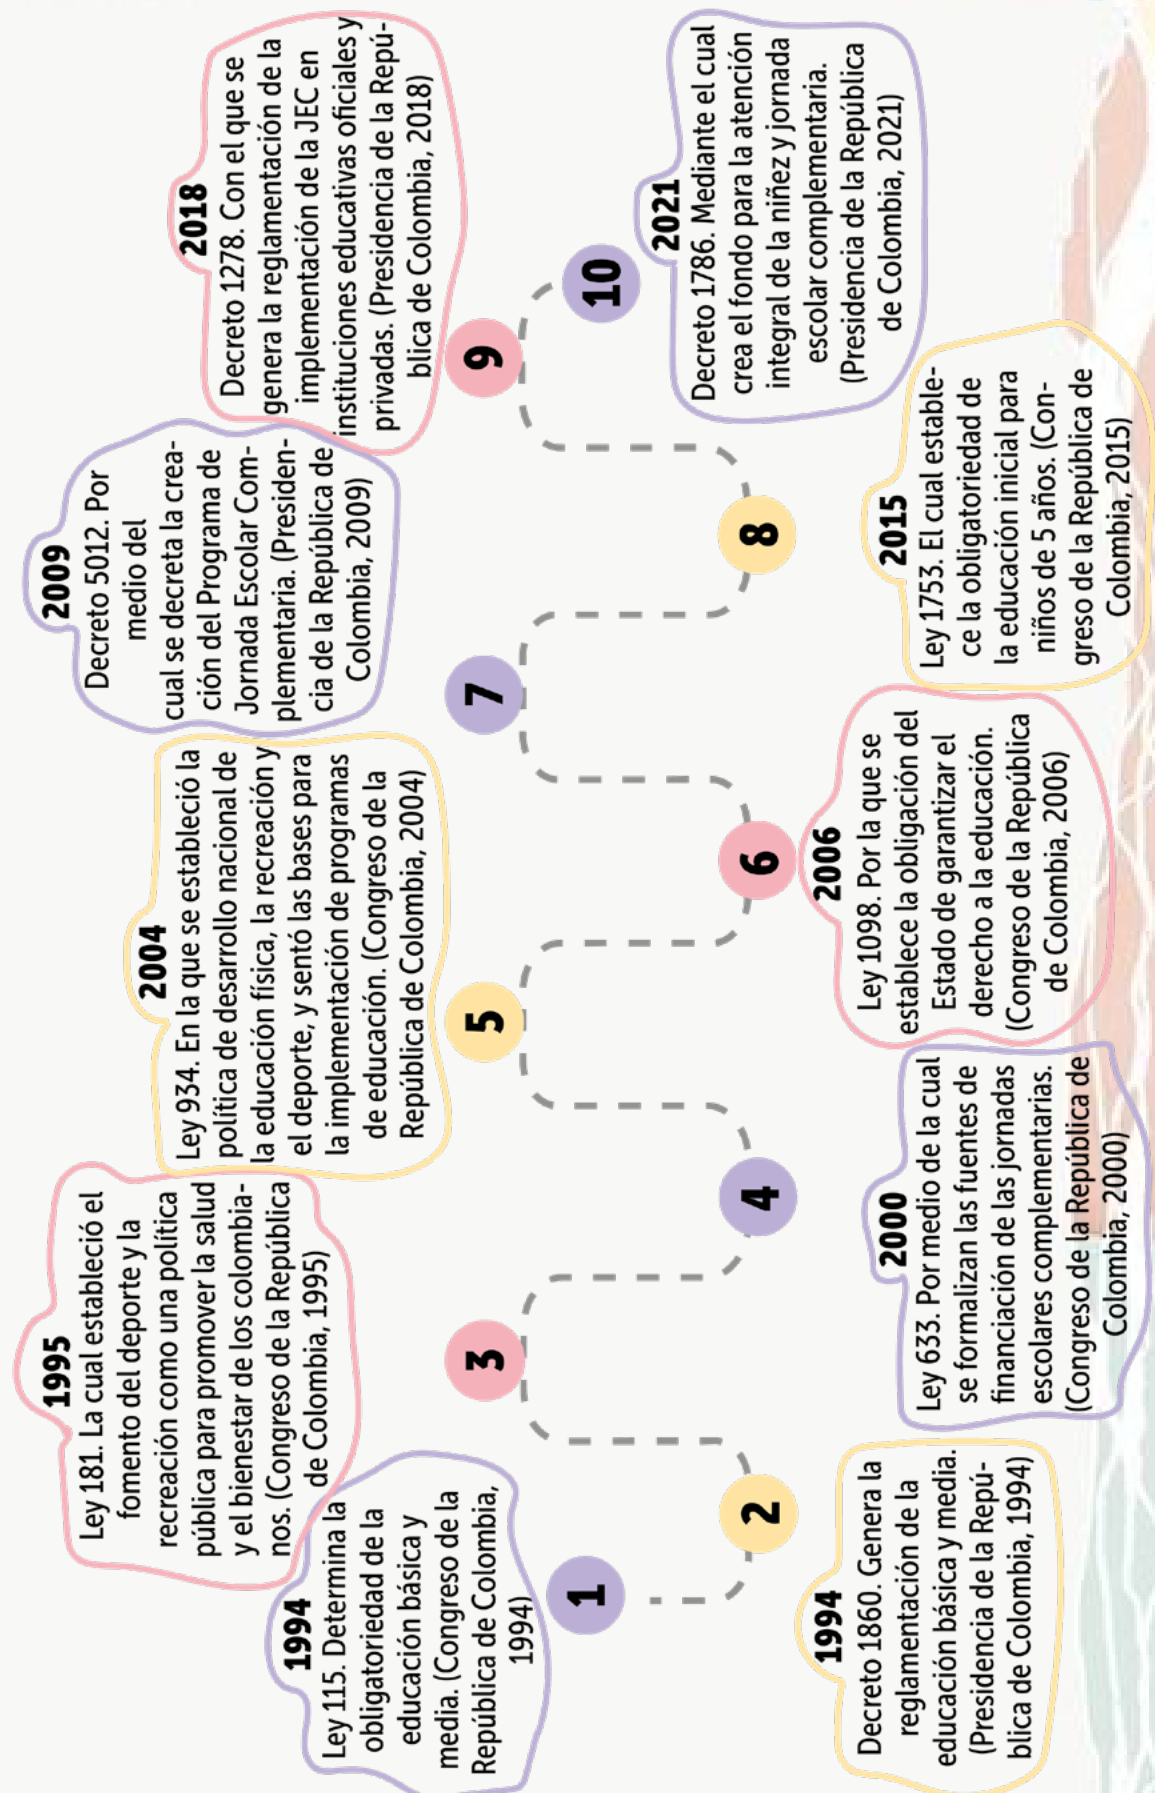 1
1994
Ley 115. Determina la
obligatoriedad de la
educación básica y
media. (Congreso de la
República de Colombia,
1994)
2
1994
Decreto 1860. Genera la
reglamentación de la
educación básica y media.
(Presidencia de la Repú-
blica de Colombia, 1994)
3
1995
Ley 181. La cual estableció el
fomento del deporte y la
recreación como una política
pública para promover la salud
y el bienestar de los colombia-
nos. (Congreso de la República
de Colombia, 1995)
4
2000
Ley 633. Por medio de la cual
se formalizan las fuentes de
financiación de las jornadas
escolares complementarias.
(Congreso de la República de
Colombia, 2000)
5
2004
Ley 934. En la que se estableció la
política de desarrollo nacional de
la educación física, la recreación y
el deporte, y sentó las bases para
la implementación de programas
de educación. (Congreso de la
República de Colombia, 2004)
6
2006
Ley 1098. Por la que se
establece la obligación del
Estado de garantizar el
derecho a la educación.
(Congreso de la República
de Colombia, 2006)
7
2009
Decreto 5012. Por
medio del
cual se decreta la crea-
ción del Programa de
Jornada Escolar Com-
plementaria. (Presiden-
cia de la República de
Colombia, 2009)
8
2015
Ley 1753. El cual estable-
ce la obligatoriedad de
la educación inicial para
niños de 5 años. (Con-
greso de la República de
Colombia, 2015)
9
2018
Decreto 1278. Con el que se
genera la reglamentación de la
implementación de la JEC en
instituciones educativas oficiales y
privadas. (Presidencia de la Repú-
blica de Colombia, 2018)
10
2021
Decreto 1786. Mediante el cual
crea el fondo para la atención
integral de la niñez y jornada
escolar complementaria.
(Presidencia de la República
de Colombia, 2021)